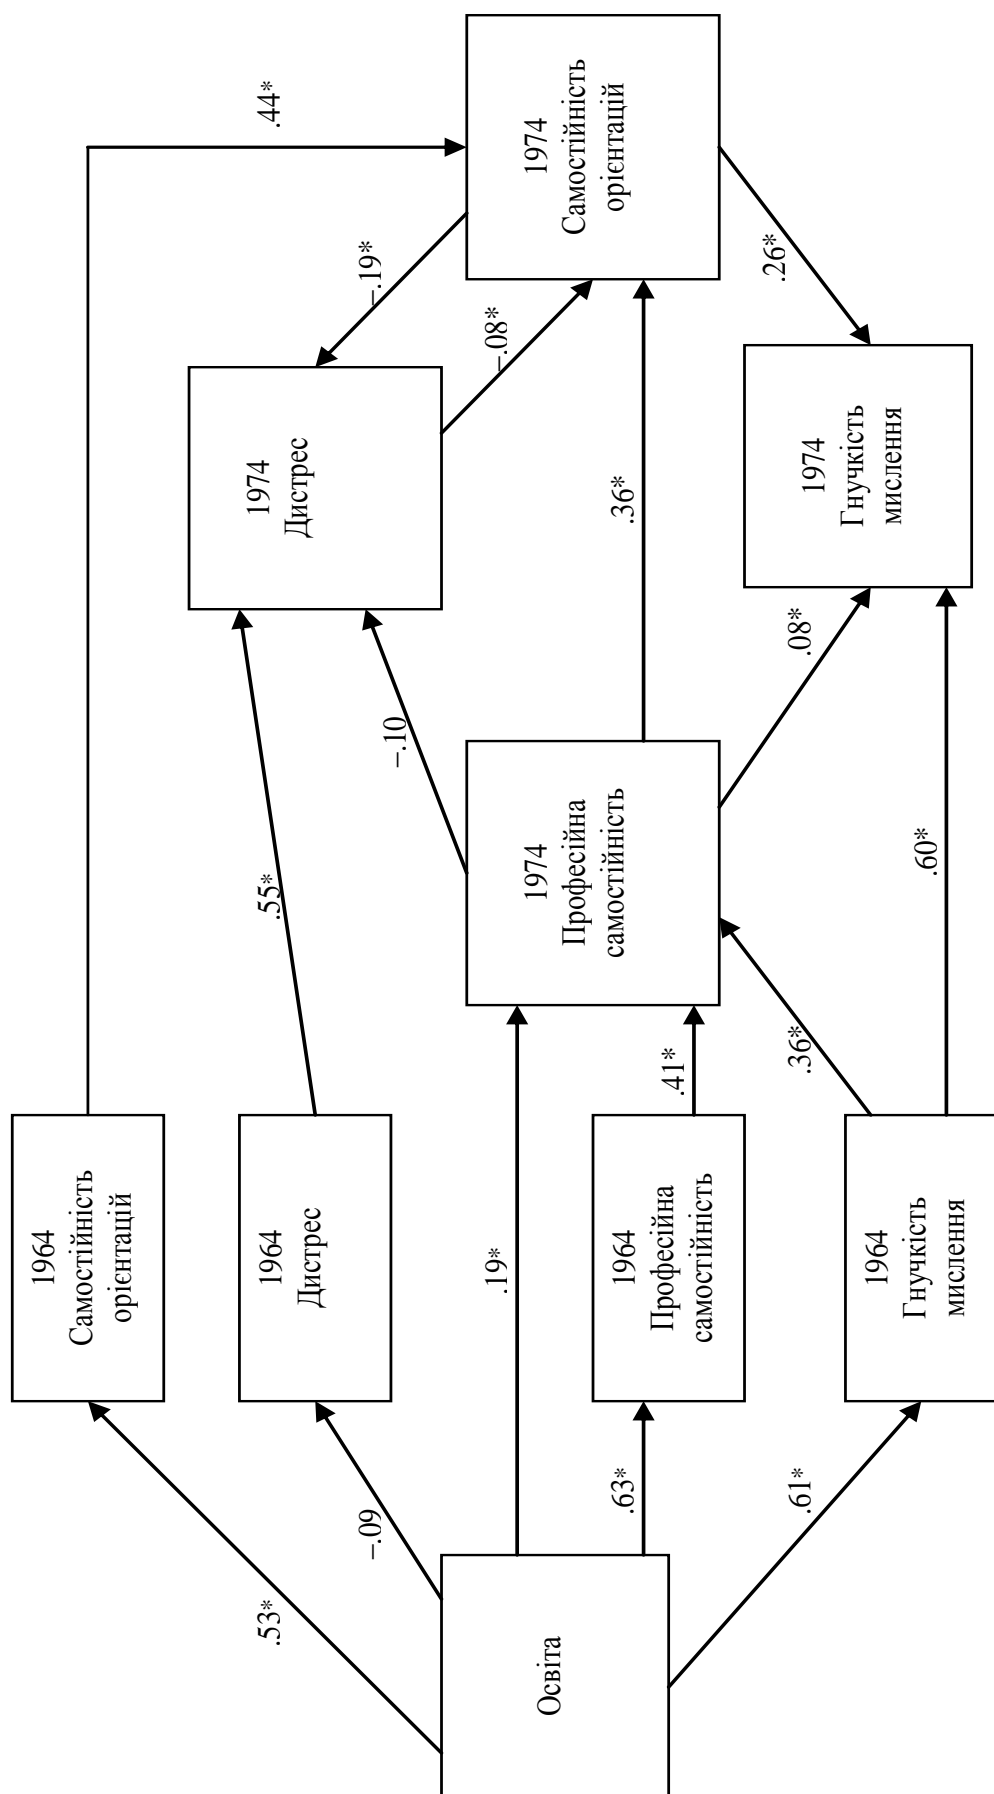 Освіта
.53*
–.09
.19*
.63*
.61*
1964
Самостійність
орієнтацій
1964
Дистрес
1964
Професійна
самостійність
1964
Гнучкість
мислення
.44*
.55*
.41*
.36*
.60*
1974
Професійна
самостійність
–.10
.36*
.08*
1974
Дистрес
–.19*
–.08*
1974
Самостійність
орієнтацій
.26*
1974
Гнучкість
мислення